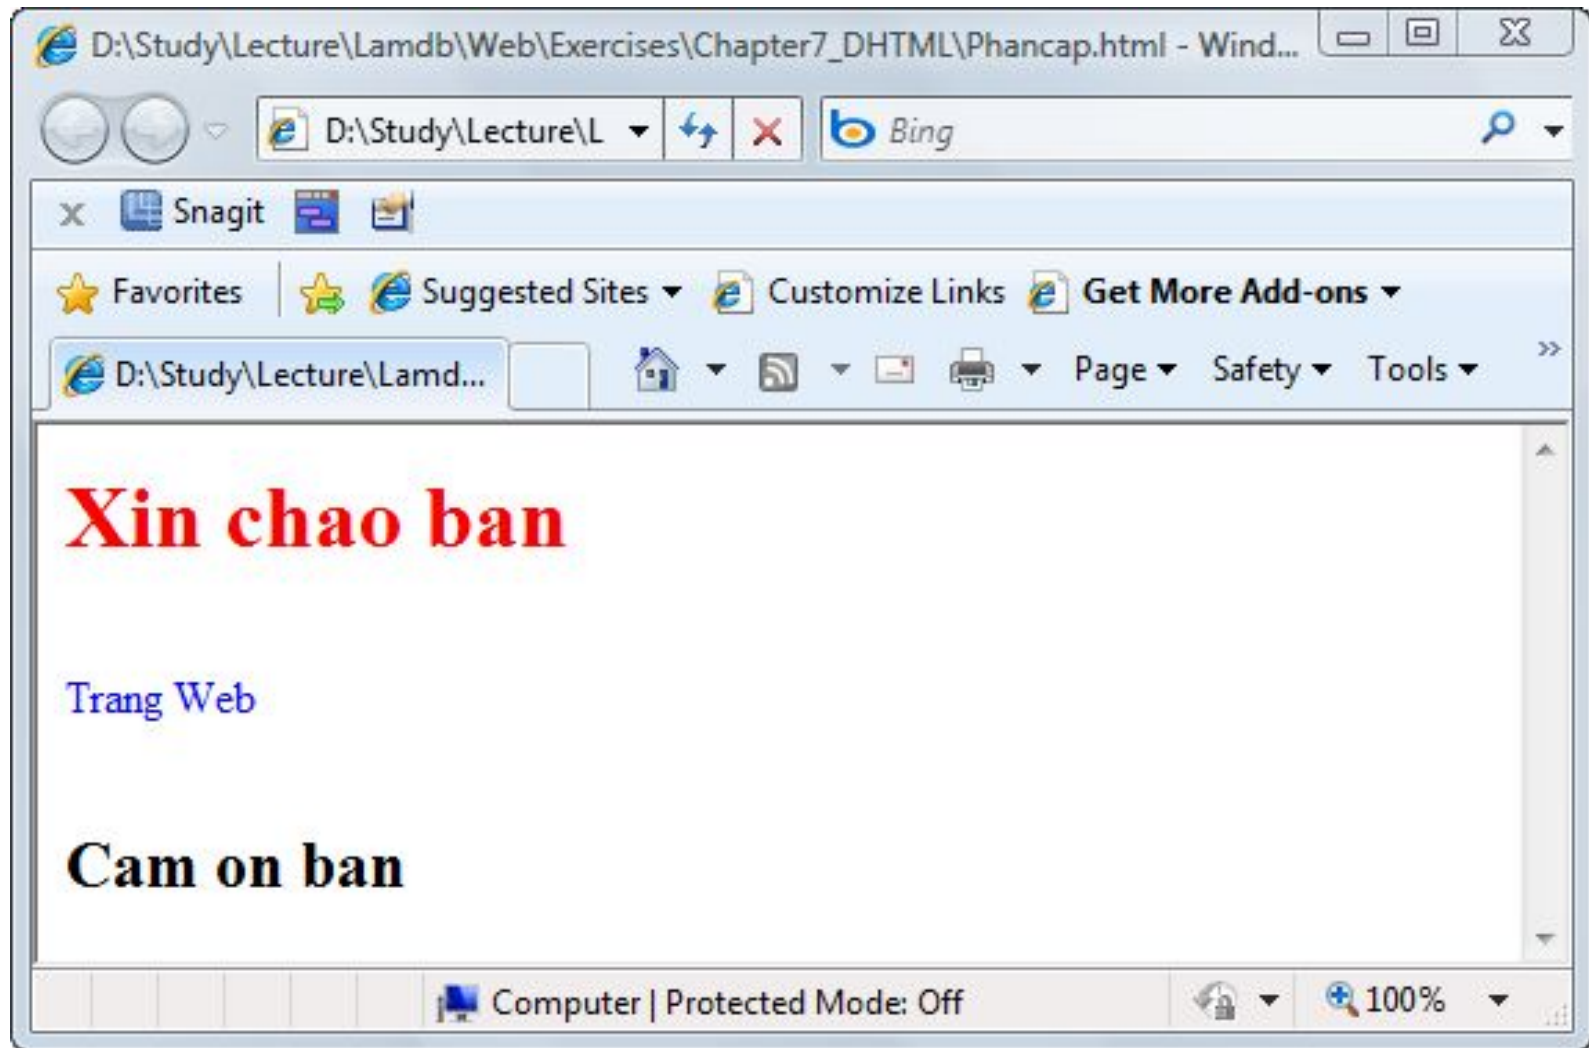 D:\Study\Lecture\Lamdb\Web\Exercises\Chapter7_DHTML\Phancap.html - Wind...
D:\Study\Lecture\L Bing
x Snagit
Favorites Suggested Sites Customize Links Get More Add-ons
D:\Study\Lecture\Lamd... Page Safety Tools »
Xin chao ban
Trang Web
Cam on ban
Computer | Protected Mode: Off 100%